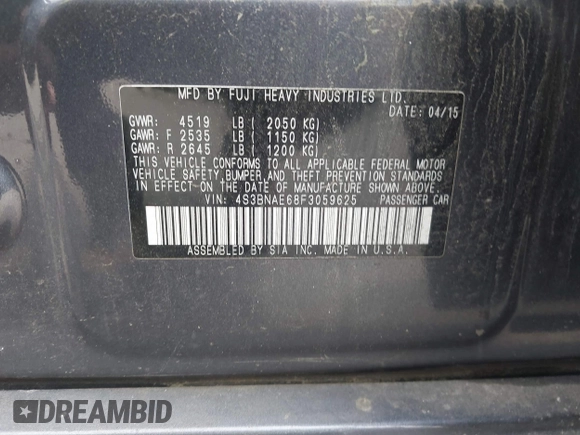 MFD BY FUJI HEAVY INDUSTRIES LTD.
DATE: 04/15
GVWR: 4519 LB ( 2050 KG)
GAWR: F 2535 LB ( 1150 KG)
GAWR: R 2645 LB ( 1200 KG)
THIS VEHICLE CONFORMS TO ALL APPLICABLE FEDERAL MOTOR
VEHICLE SAFETY,BUMPER,AND THEFT PREVENTION STANDARDS
IN EFFECT ON THE DATE OF MANUFACTURE SHOWN ABOVE.
VIN: 4S3BNAE68F3059625 PASSENGER CAR
ASSEMBLED BY SIA INC. MADE IN U.S.A.
DREAMBID